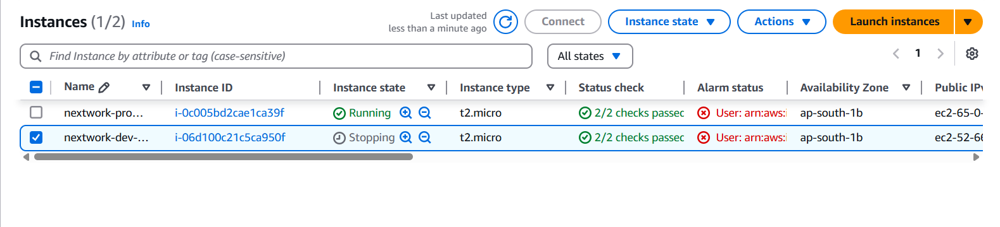 Instances (1/2) Info
Last updated
less than a minute ago
Connect
Instance state
Actions
Launch instances
Find Instance by attribute or tag (case-sensitive)
All states
1
Name Instance ID Instance state Instance type Status check Alarm status Availability Zone Public IPv
nextwork-pro... i-0c005bd2cae1ca39f Running t2.micro 2/2 checks passec User: arn:aws:i ap-south-1b ec2-65-0-
nextwork-dev-... i-06d100c21c5ca950f Stopping t2.micro 2/2 checks passec User: arn:aws:i ap-south-1b ec2-52-66